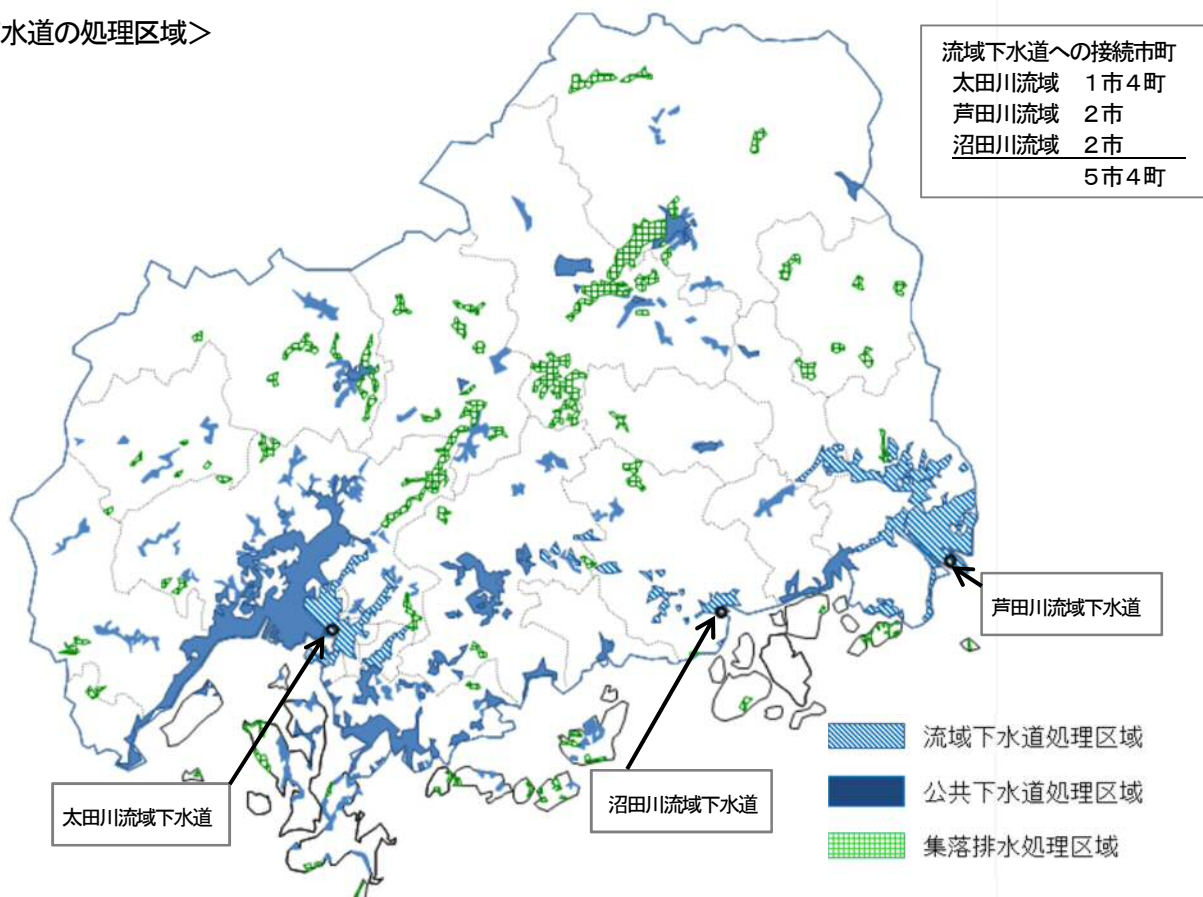 水道の処理区域＞
流域下水道への接続市町
太田川流域　１市４町
芦田川流域　２市
沼田川流域　２市
５市４町
芦田川流域下水道
太田川流域下水道
沼田川流域下水道
流域下水道処理区域
公共下水道処理区域
集落排水処理区域